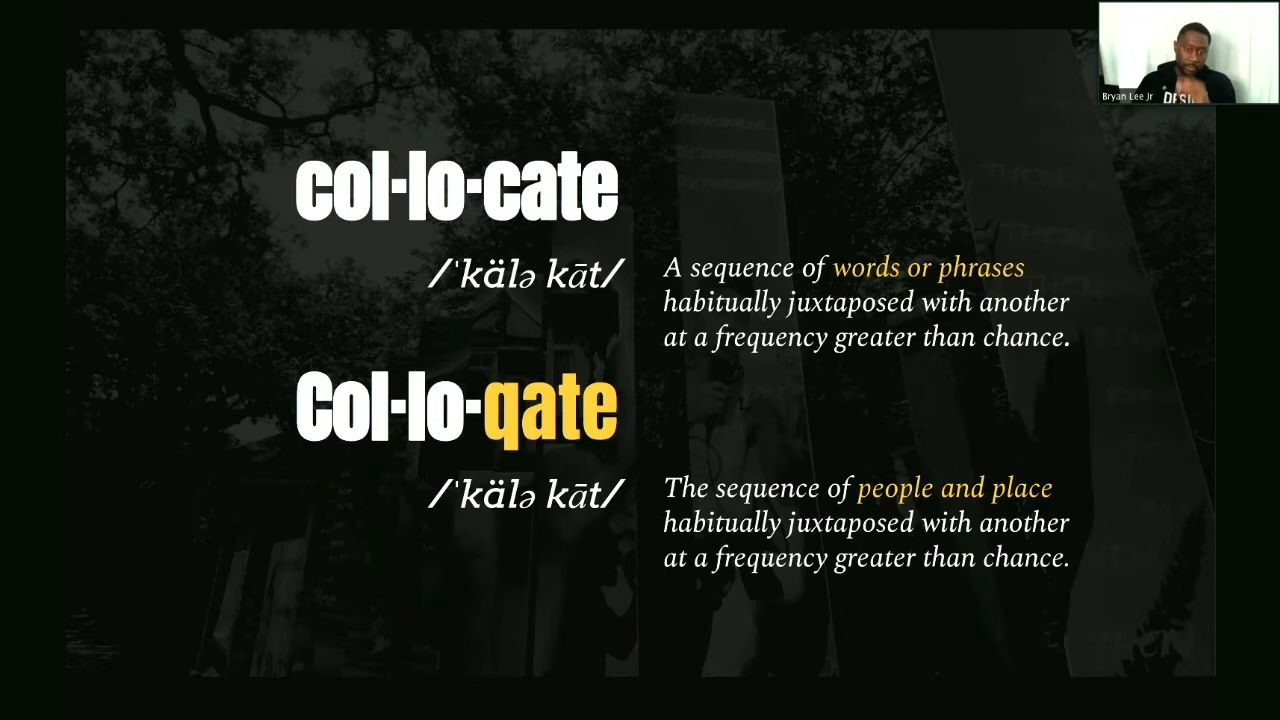 Bryan Lee Jr
DESI
col·lo·cate
/ˈkälə kāt/
A sequence of words or phrases
habitually juxtaposed with another
at a frequency greater than chance.
Col·lo·qate
/ˈkälə kāt/
The sequence of people and place
habitually juxtaposed with another
at a frequency greater than chance.